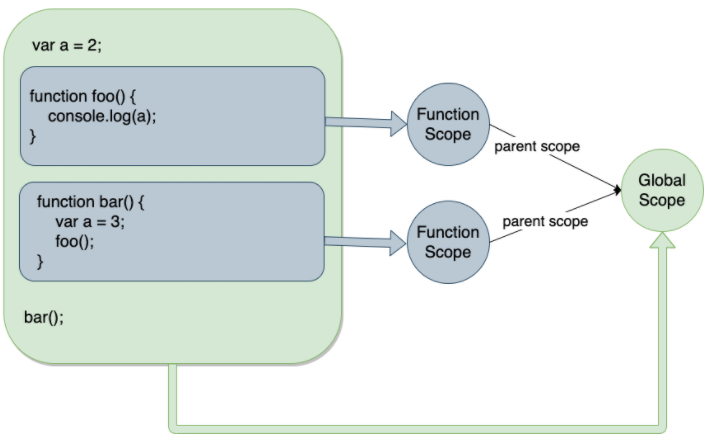 var a = 2;
function foo() {
console.log(a);
}
function bar() {
var a = 3;
foo();
}
bar();
Function
Scope
parent scope
Function
Scope
parent scope
Global
Scope